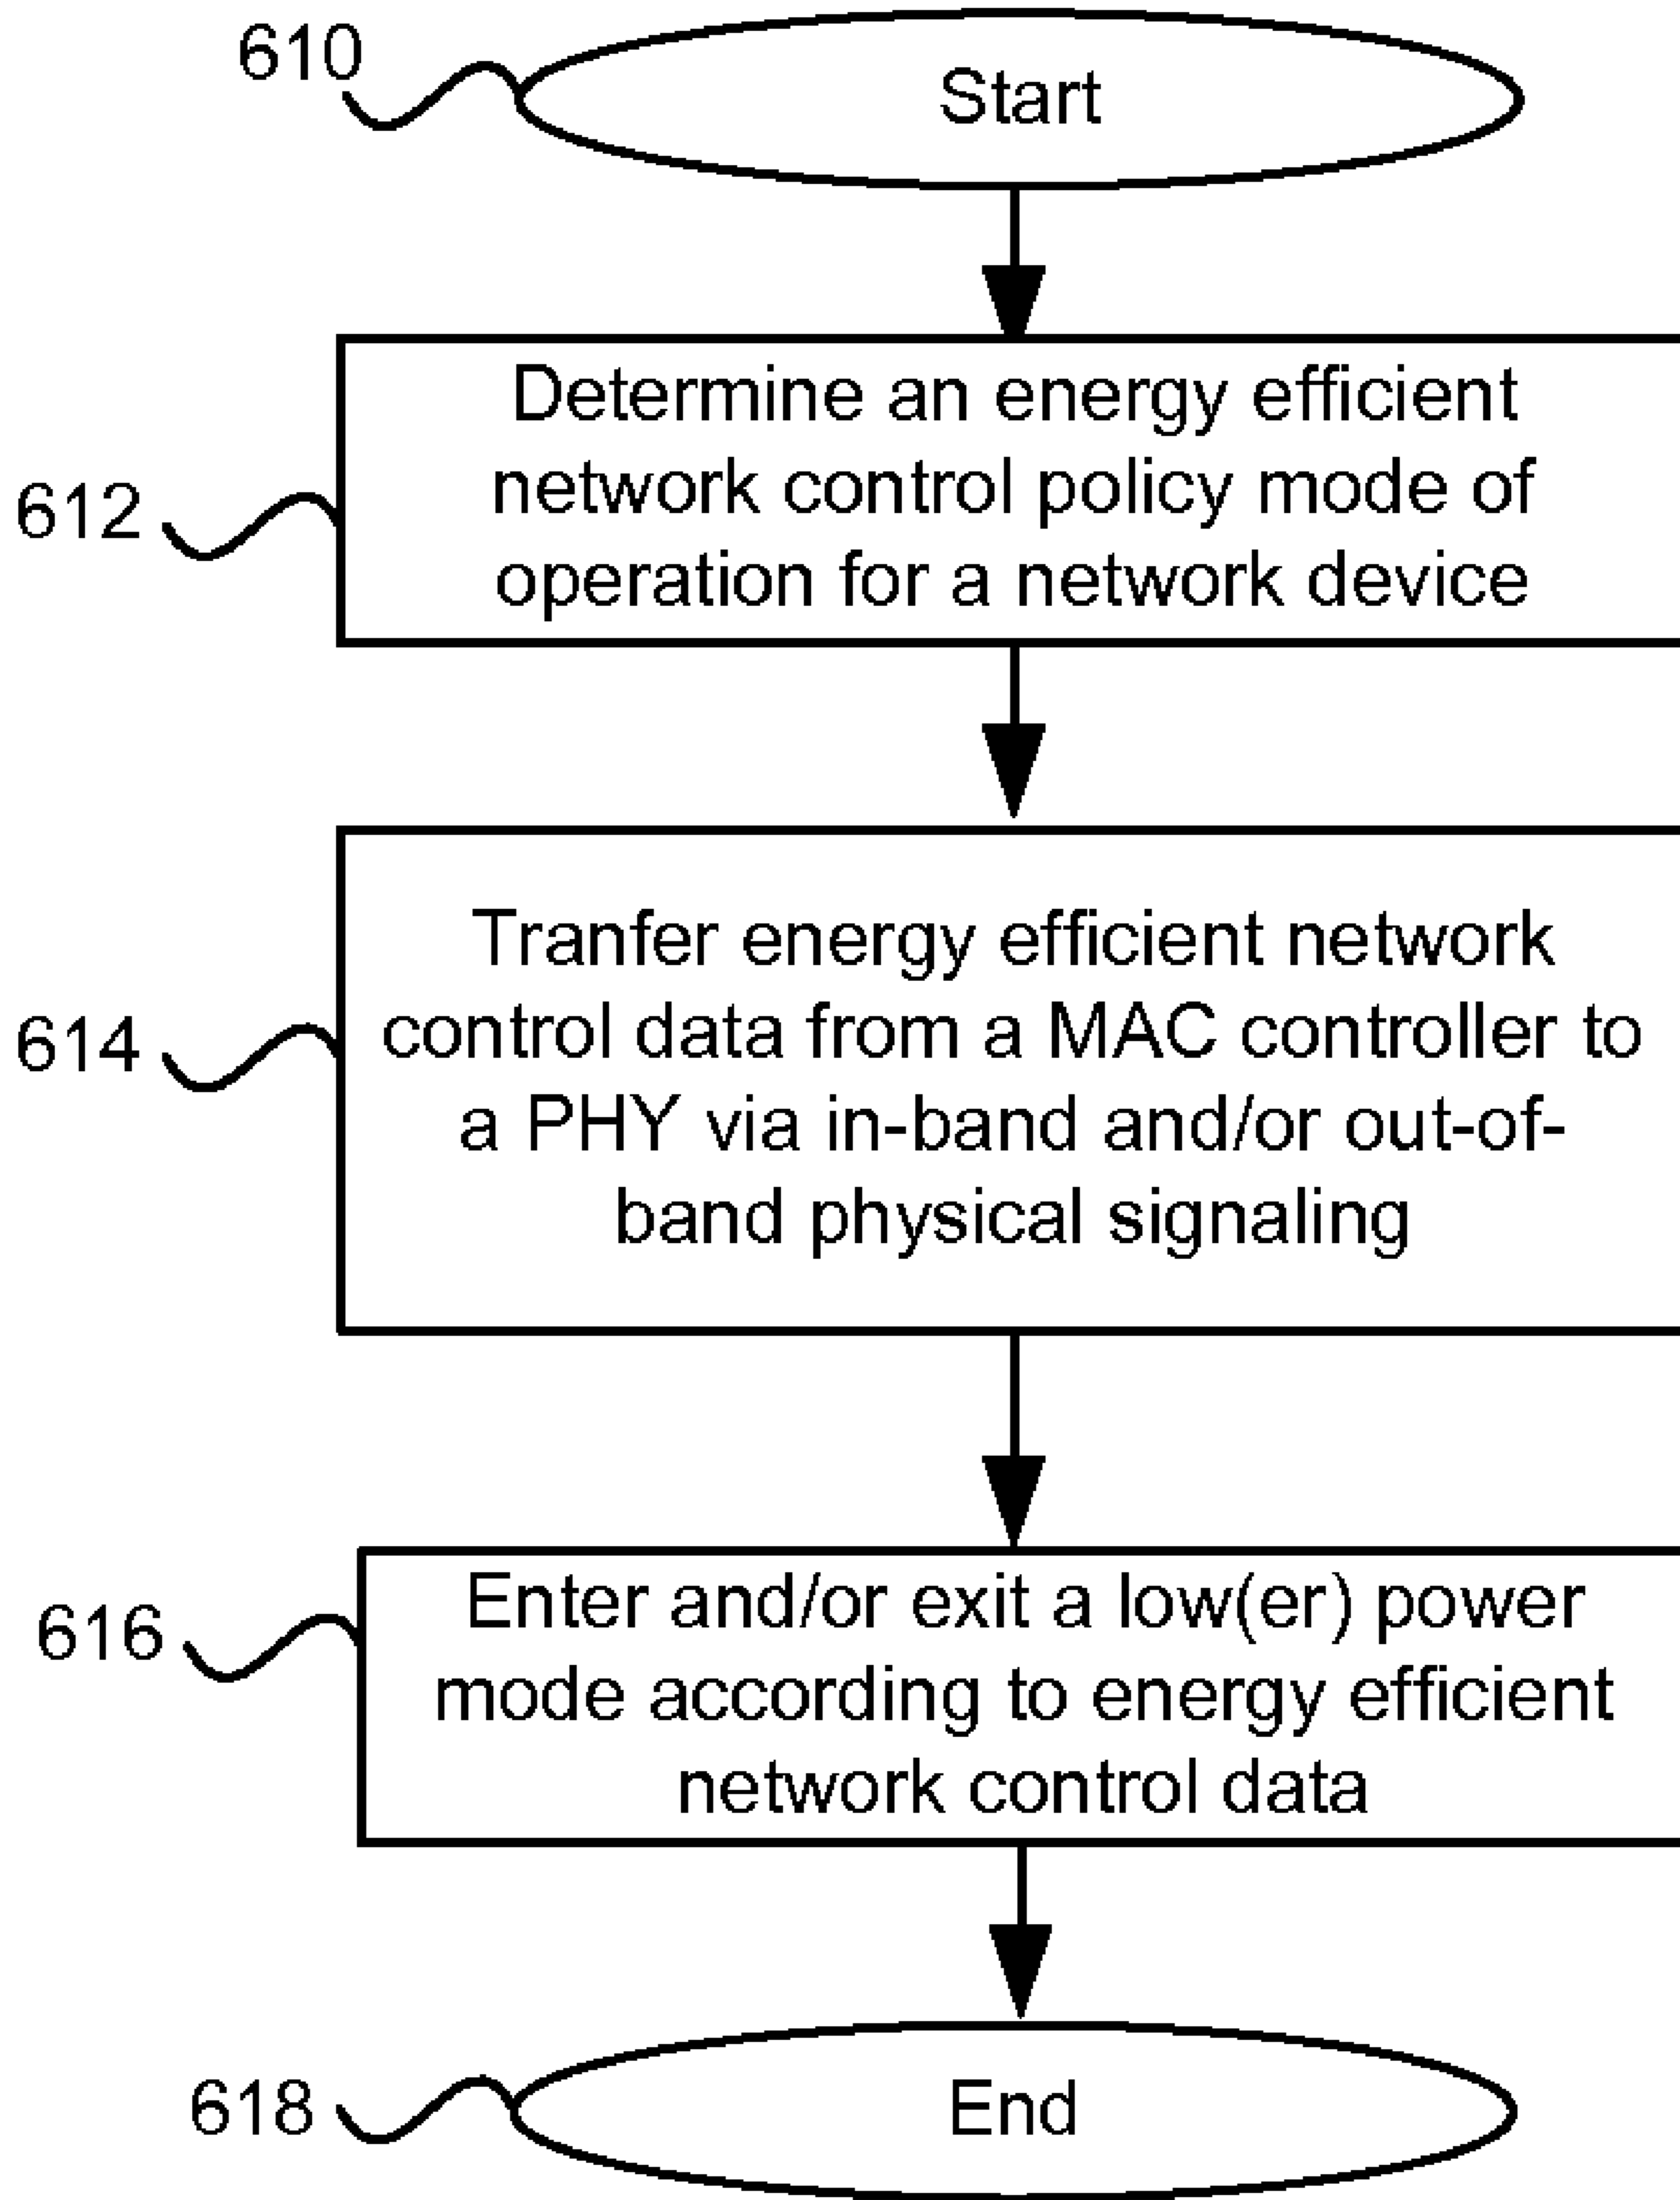 610
Start
612
Determine an energy efficient
network control policy mode of
operation for a network device
614
Tranfer energy efficient network
control data from a MAC controller to
a PHY via in-band and/or out-of-
band physical signaling
616
Enter and/or exit a low(er) power
mode according to energy efficient
network control data
618
End